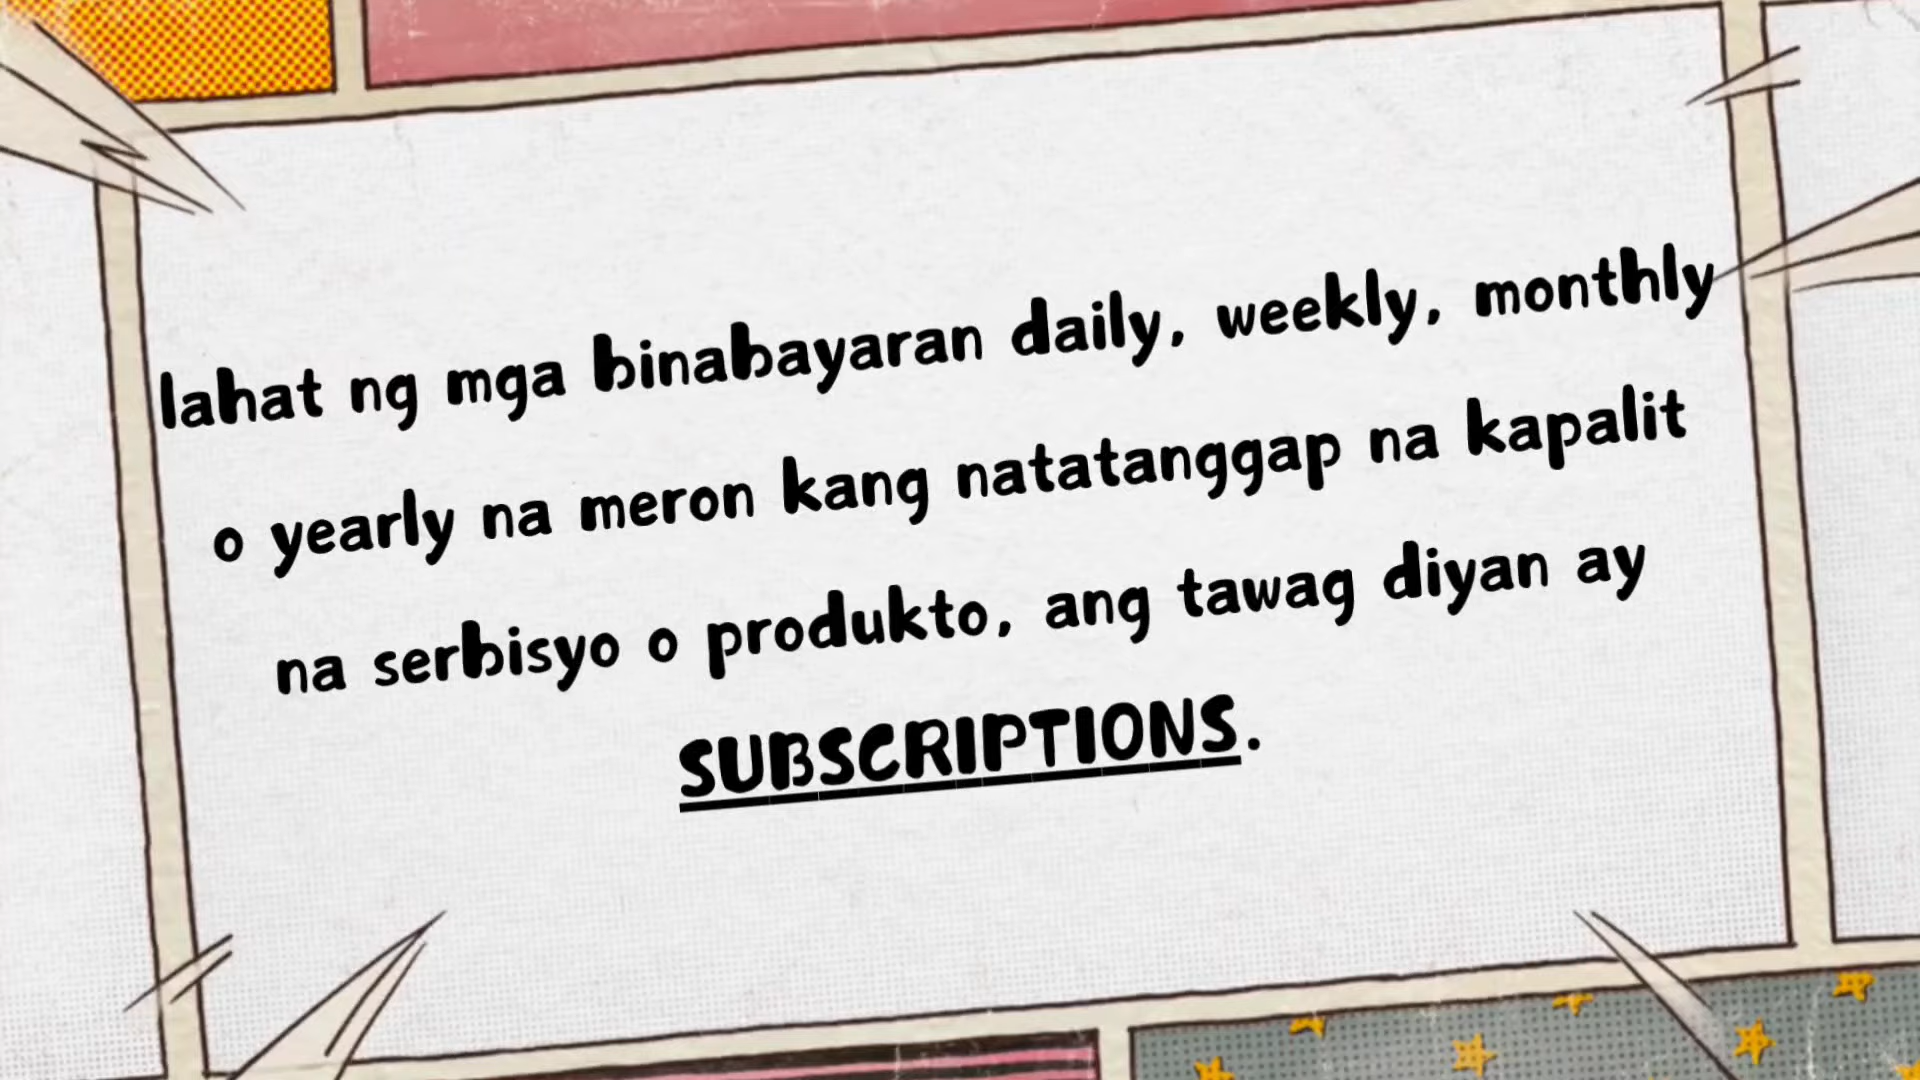 lahat ng mga binabayaran daily, weekly, monthly
o yearly na meron kang natatanggap na kapalit
na serbisyo o produkto, ang tawag diyan ay
SUBSCRIPTIONS.